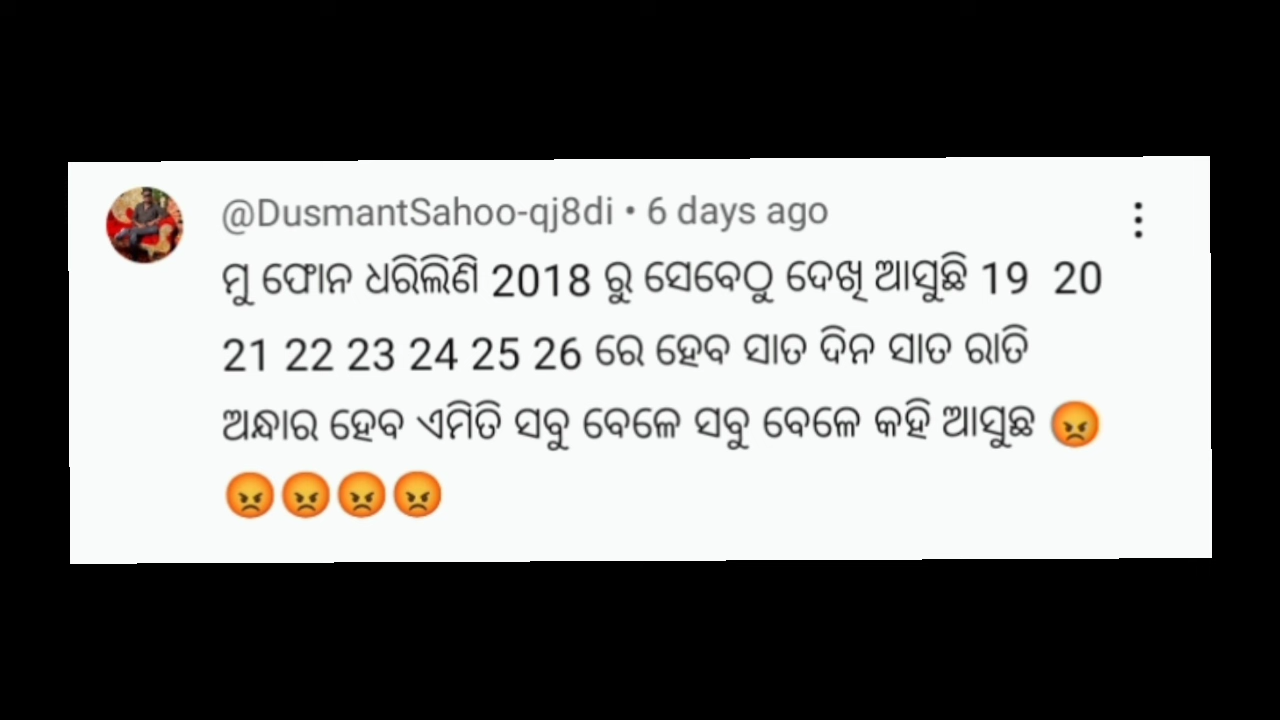 @DusmantSahoo-qj8di • 6 days ago
ମୁ ଫୋନ ଧରିଲିଣି 2018 ରୁ ସେବେଠୁ ଦେଖି ଆସୁଛି 19 20
21 22 23 24 25 26 ରେ ହେବ ସାତ ଦିନ ସାତ ରାତି
ଅନ୍ଧାର ହେବ ଏମିତି ସବୁ ବେଳେ ସବୁ ବେଳେ କହି ଆସୁଛ 😡
😡😡😡😡